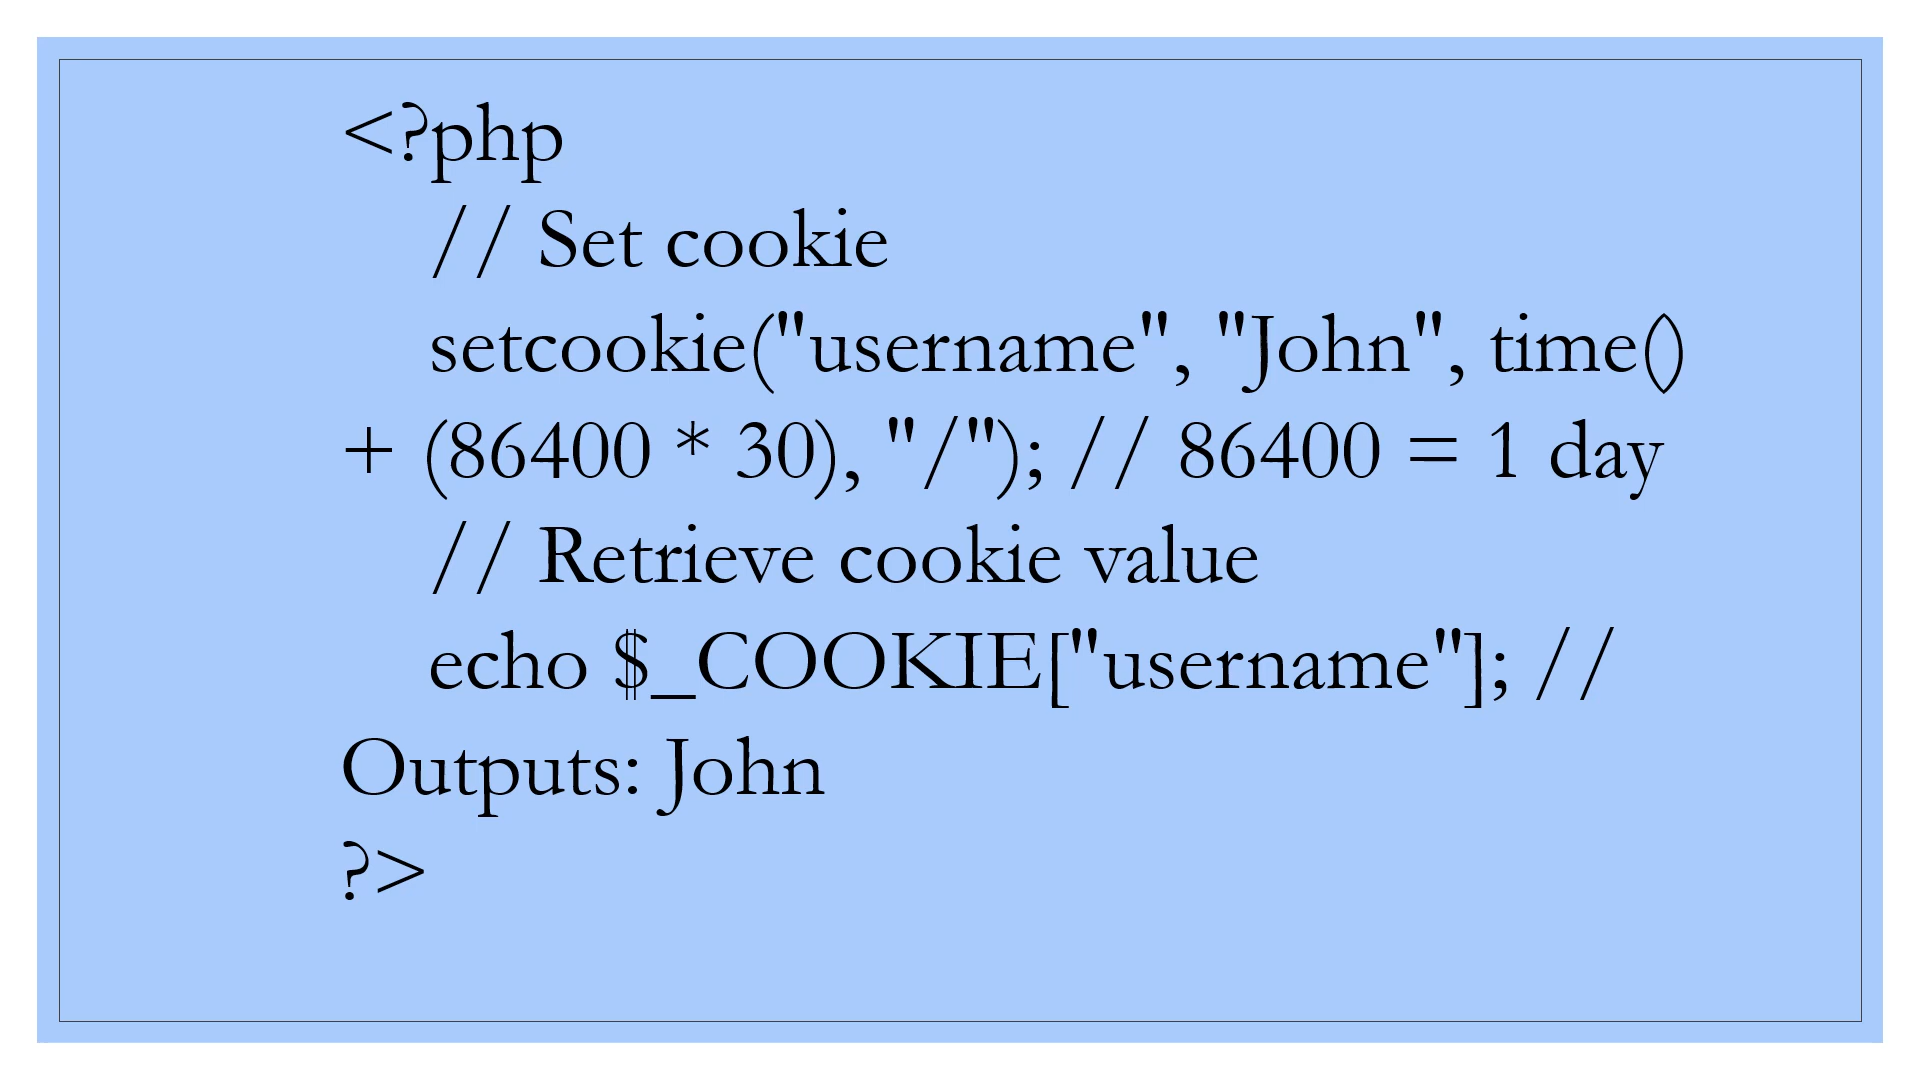 <?php
// Set cookie
setcookie("username", "John", time()
+ (86400 * 30), "/"); // 86400 = 1 day
// Retrieve cookie value
echo $_COOKIE["username"]; //
Outputs: John
?>